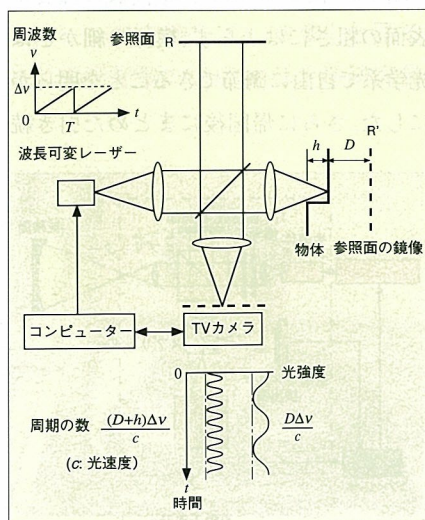 周波数
ν
Δν
0
T
t
参照面 R
波長可変レーザー
h
D
R'
物体
参照面の鏡像
コンピューター
TVカメラ
0
光強度
周期の数 (D+h)Δν/c
DΔν/c
(c: 光速度)
t
時間